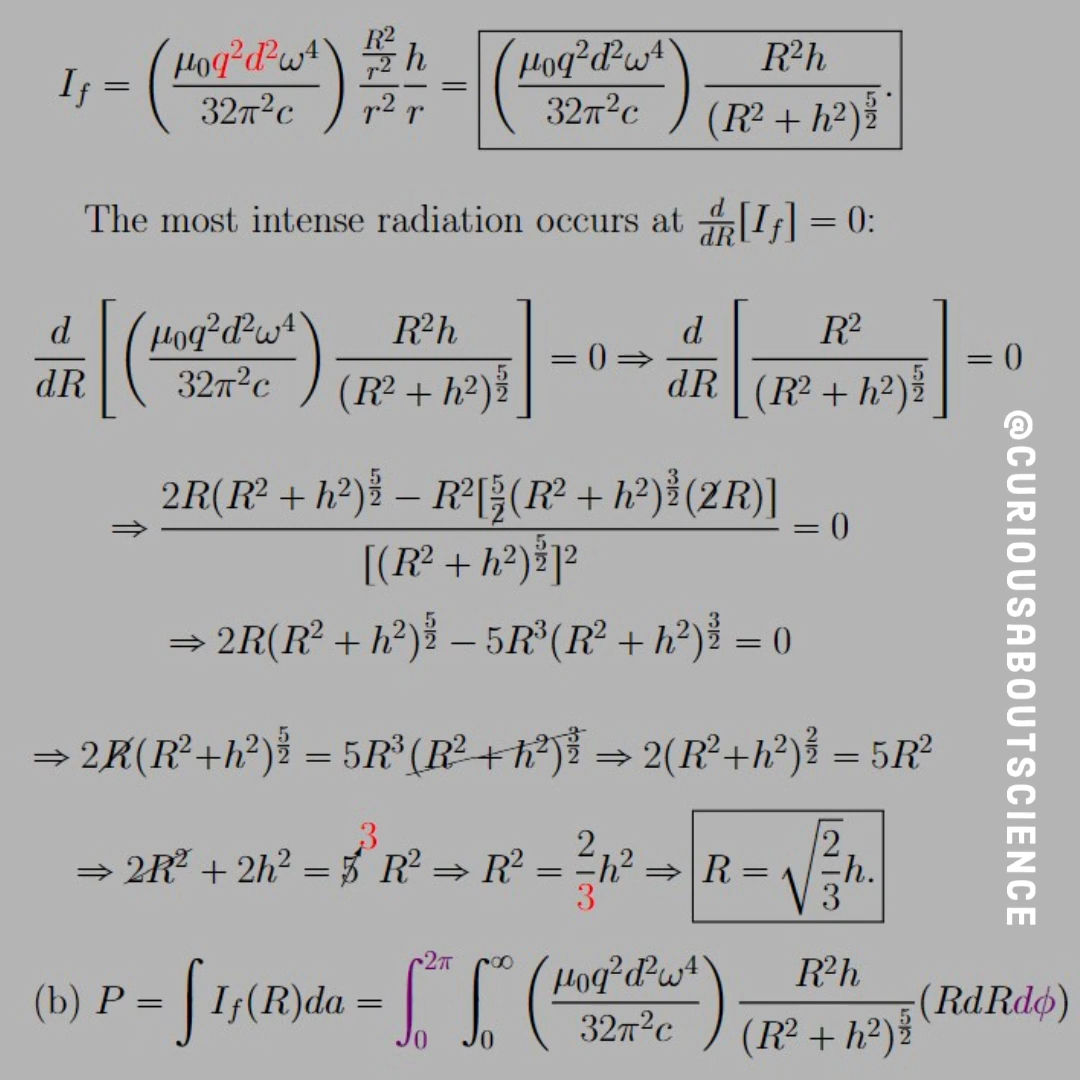 I_f = (μ₀q²d²ω⁴ / 32π²c) ((R²/r²) / r²) (h / r) = (μ₀q²d²ω⁴ / 32π²c) R²h / (R² + h²)^(5/2).
The most intense radiation occurs at d/dR [I_f] = 0:
d/dR [(μ₀q²d²ω⁴ / 32π²c) R²h / (R² + h²)^(5/2)] = 0 ⇒ d/dR [R² / (R² + h²)^(5/2)] = 0
⇒ (2R(R² + h²)^(5/2) − R²[5/2 (R² + h²)^(3/2) (2R)]) / [(R² + h²)^(5/2)]² = 0
⇒ 2R(R² + h²)^(5/2) − 5R³(R² + h²)^(3/2) = 0
⇒ 2R(R²+h²)^(5/2) = 5R³(R² + h²)^(3/2) ⇒ 2(R²+h²)^(2/2) = 5R²
⇒ 2R² + 2h² = 5 3 R² ⇒ R² = 2/3 h² ⇒ R = √(2/3) h.
(b) P = ∫ I_f(R)da = ∫₀^2π ∫₀^∞ (μ₀q²d²ω⁴ / 32π²c) R²h / (R² + h²)^(5/2) (RdRdϕ)
@CURIOUSABOUTSCIENCE